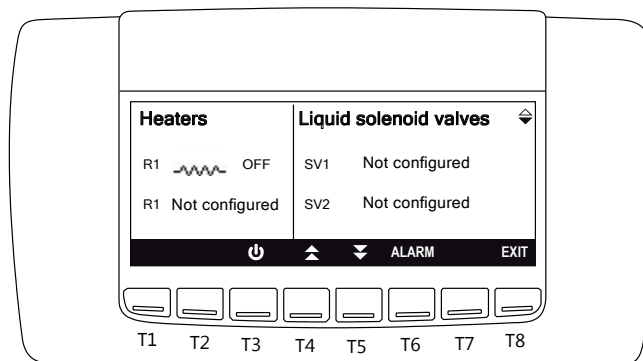 Heaters
Liquid solenoid valves
R1 OFF
SV1 Not configured
R1 Not configured
SV2 Not configured
ALARM EXIT
T1 T2 T3 T4 T5 T6 T7 T8